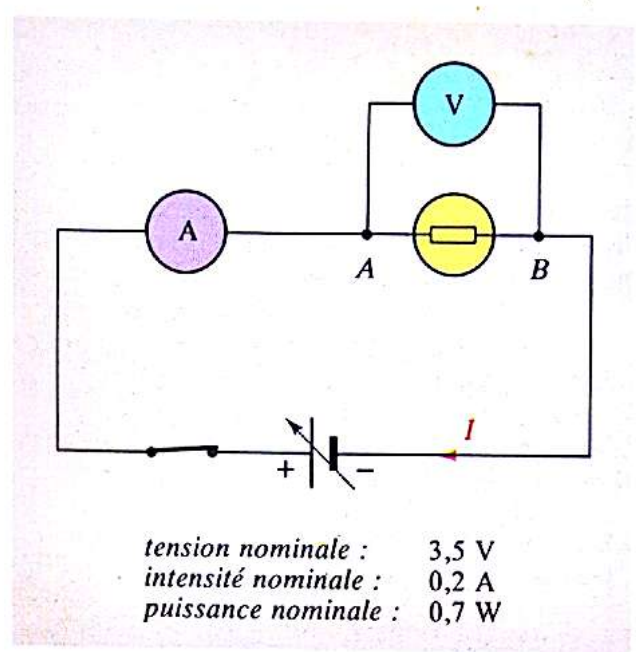 V
A
A
B
I
+
−
tension nominale : 3,5 V
intensité nominale : 0,2 A
puissance nominale : 0,7 W